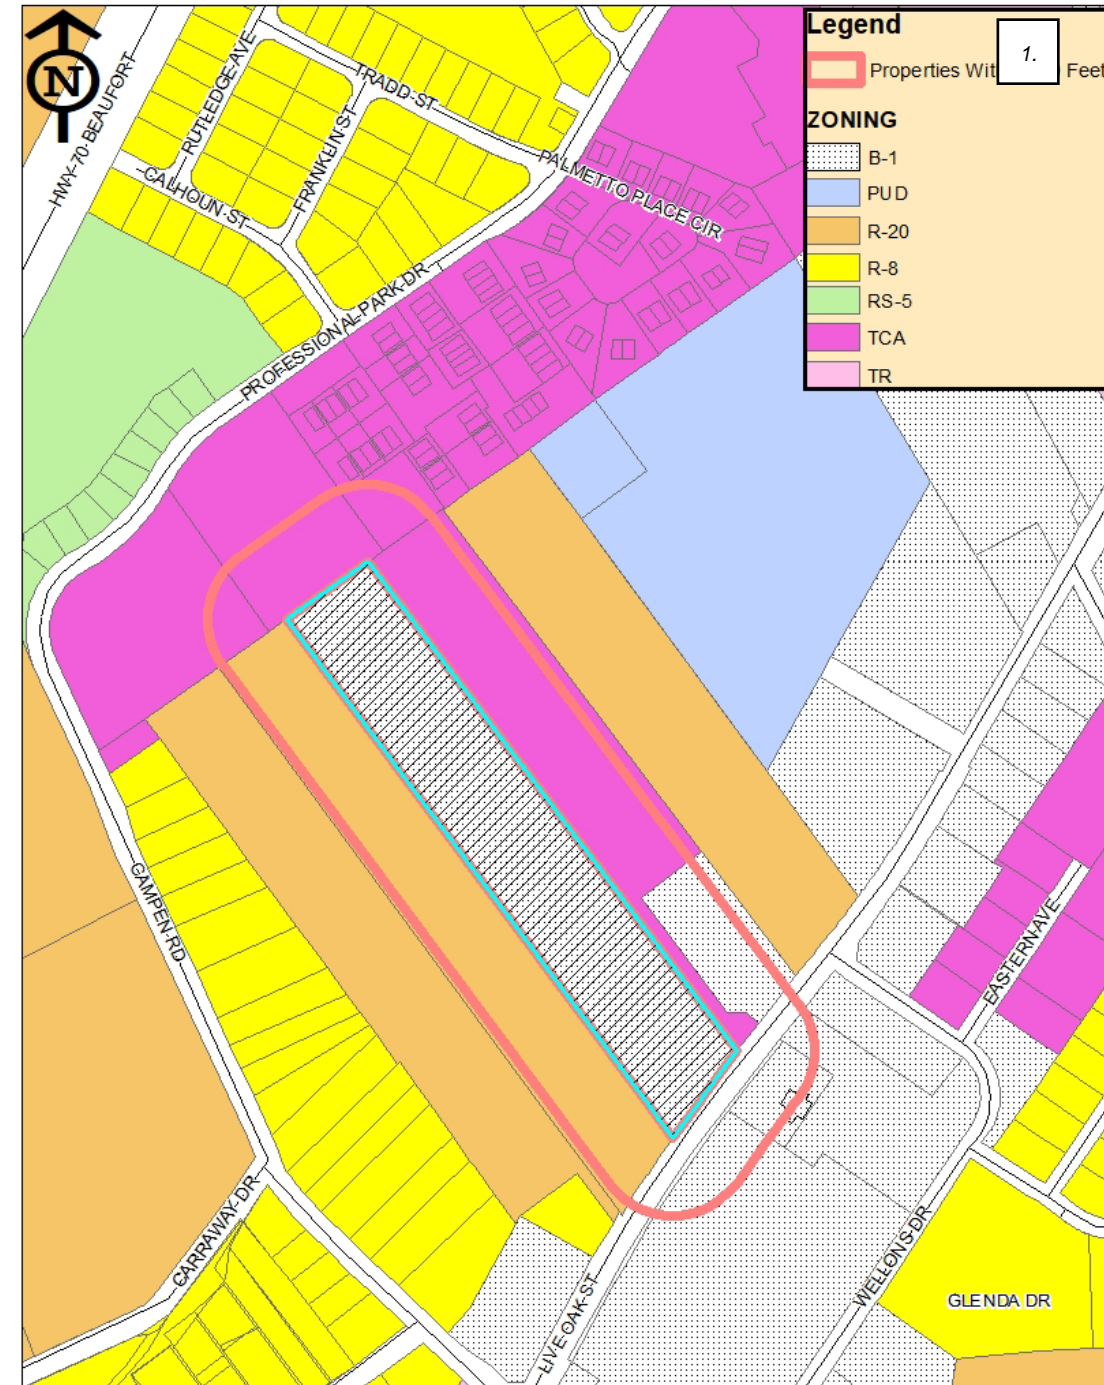 N
Legend
1.
Properties Wit Feet
ZONING
B-1
PUD
R-20
R-8
RS-5
TCA
TR
HWY 70 BEAUFORT
RUTLEDGE AVE
TRADD ST
FRANKLIN ST
CALHOUN ST
PALMETTO PLACE CIR
PROFESSIONAL PARK DR
CAMPEN RD
EASTERN AVE
CARRAWAY DR
LIVE OAK ST
WELLONS DR
GLENDA DR